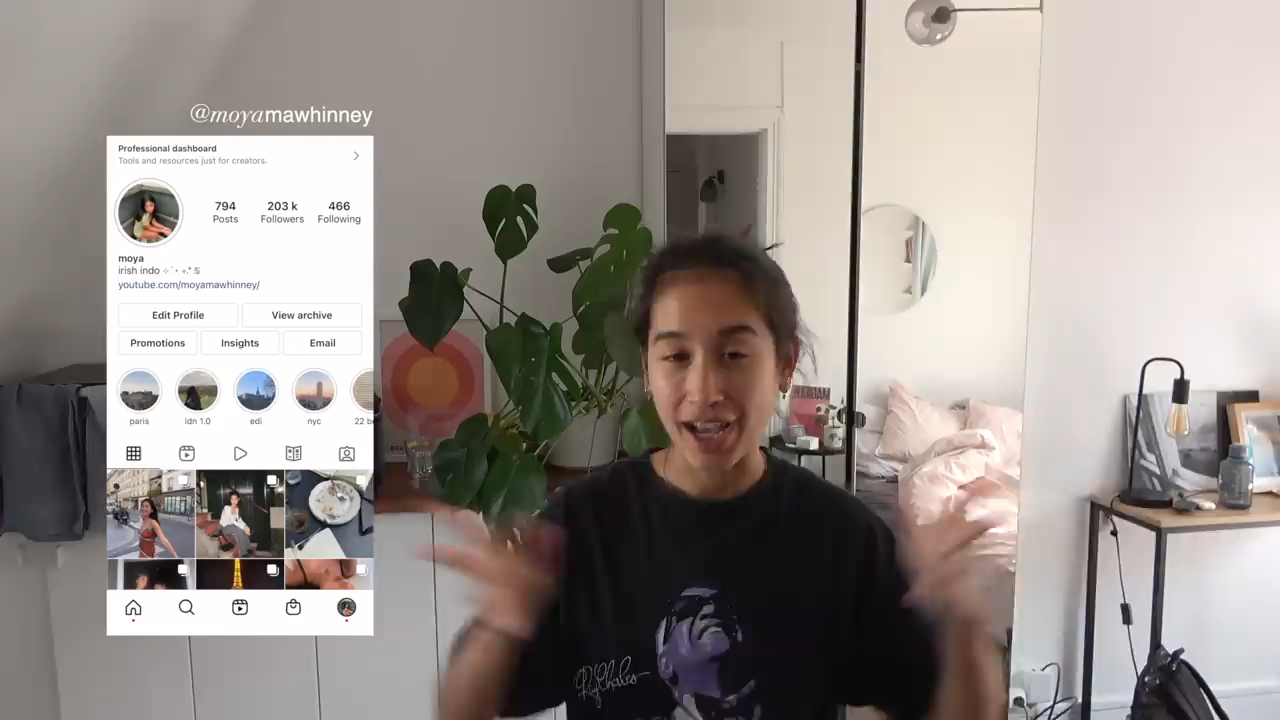 @moyamawhinney
Professional dashboard
Tools and resources just for creators.
794
203 k
466
Posts
Followers
Following
moya
irish indo
youtube.com/moyamawhinney/
Edit Profile
View archive
Promotions
Insights
Email
paris
ldn 1.0
edi
nyc